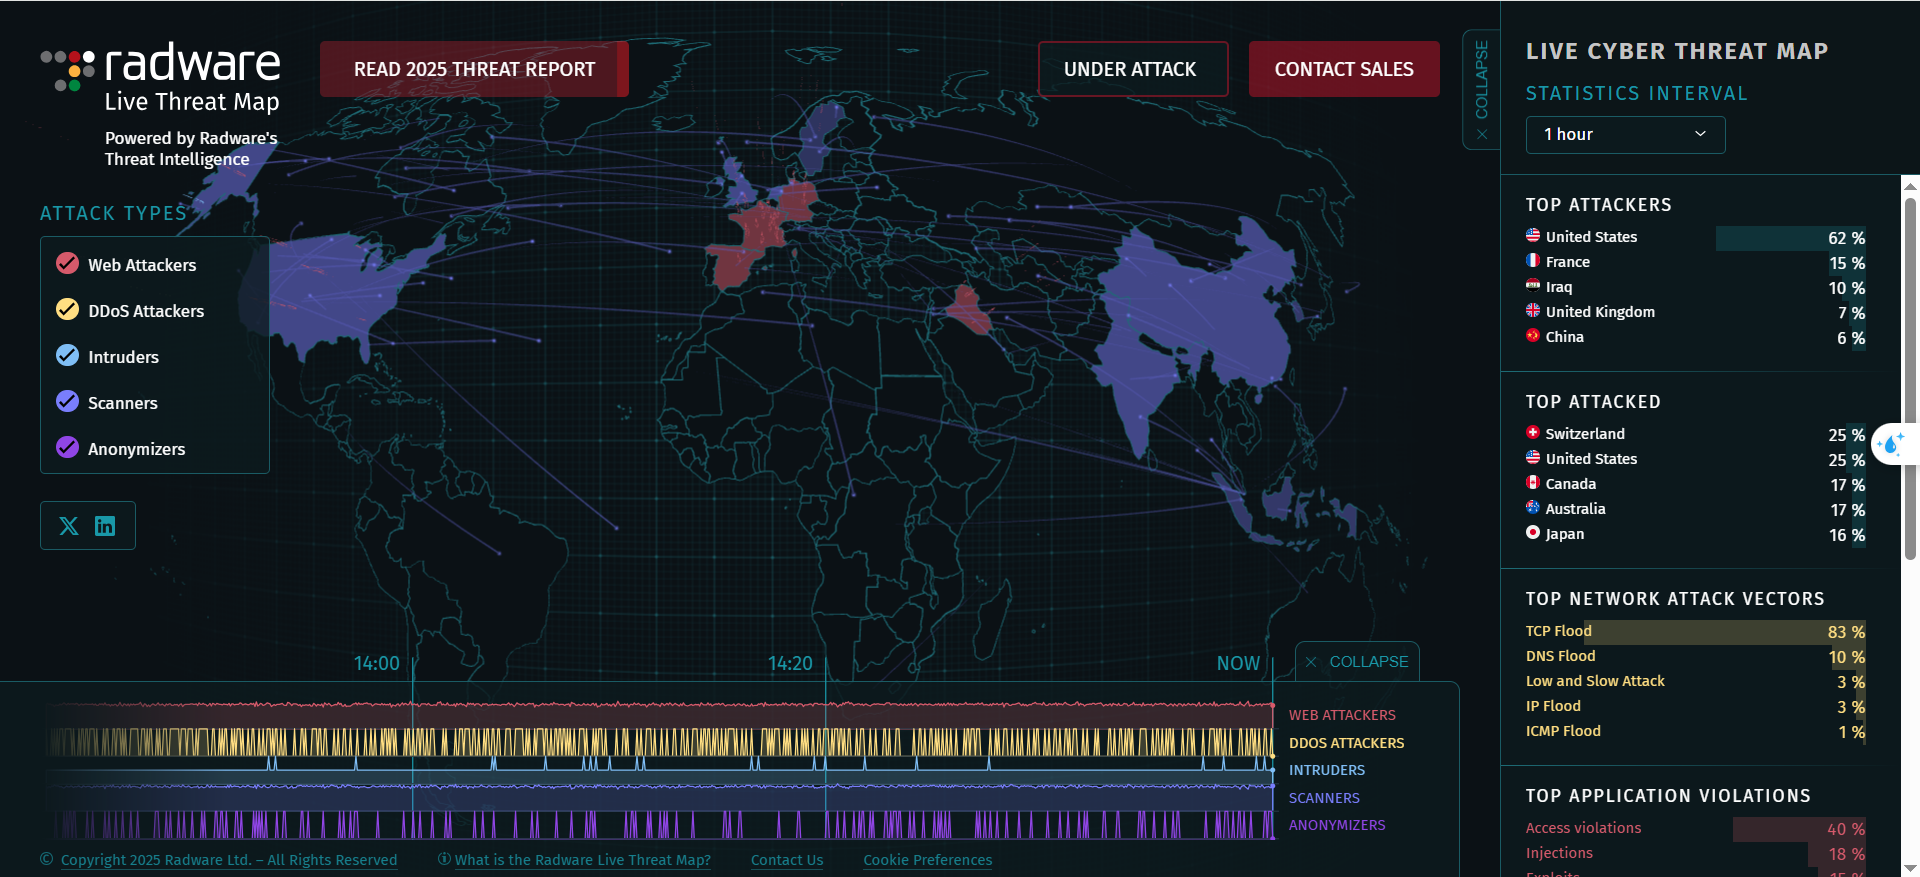 radware
Live Threat Map
Powered by Radware's
Threat Intelligence
READ 2025 THREAT REPORT
UNDER ATTACK
CONTACT SALES
COLLAPSE
ATTACK TYPES
Web Attackers
DDoS Attackers
Intruders
Scanners
Anonymizers
14:00
14:20
NOW
COLLAPSE
WEB ATTACKERS
DDOS ATTACKERS
INTRUDERS
SCANNERS
ANONYMIZERS
© Copyright 2025 Radware Ltd. – All Rights Reserved
What is the Radware Live Threat Map?
Contact Us
Cookie Preferences
LIVE CYBER THREAT MAP
STATISTICS INTERVAL
1 hour
TOP ATTACKERS
United States 62 %
France 15 %
Iraq 10 %
United Kingdom 7 %
China 6 %
TOP ATTACKED
Switzerland 25 %
United States 25 %
Canada 17 %
Australia 17 %
Japan 16 %
TOP NETWORK ATTACK VECTORS
TCP Flood 83 %
DNS Flood 10 %
Low and Slow Attack 3 %
IP Flood 3 %
ICMP Flood 1 %
TOP APPLICATION VIOLATIONS
Access violations 40 %
Injections 18 %